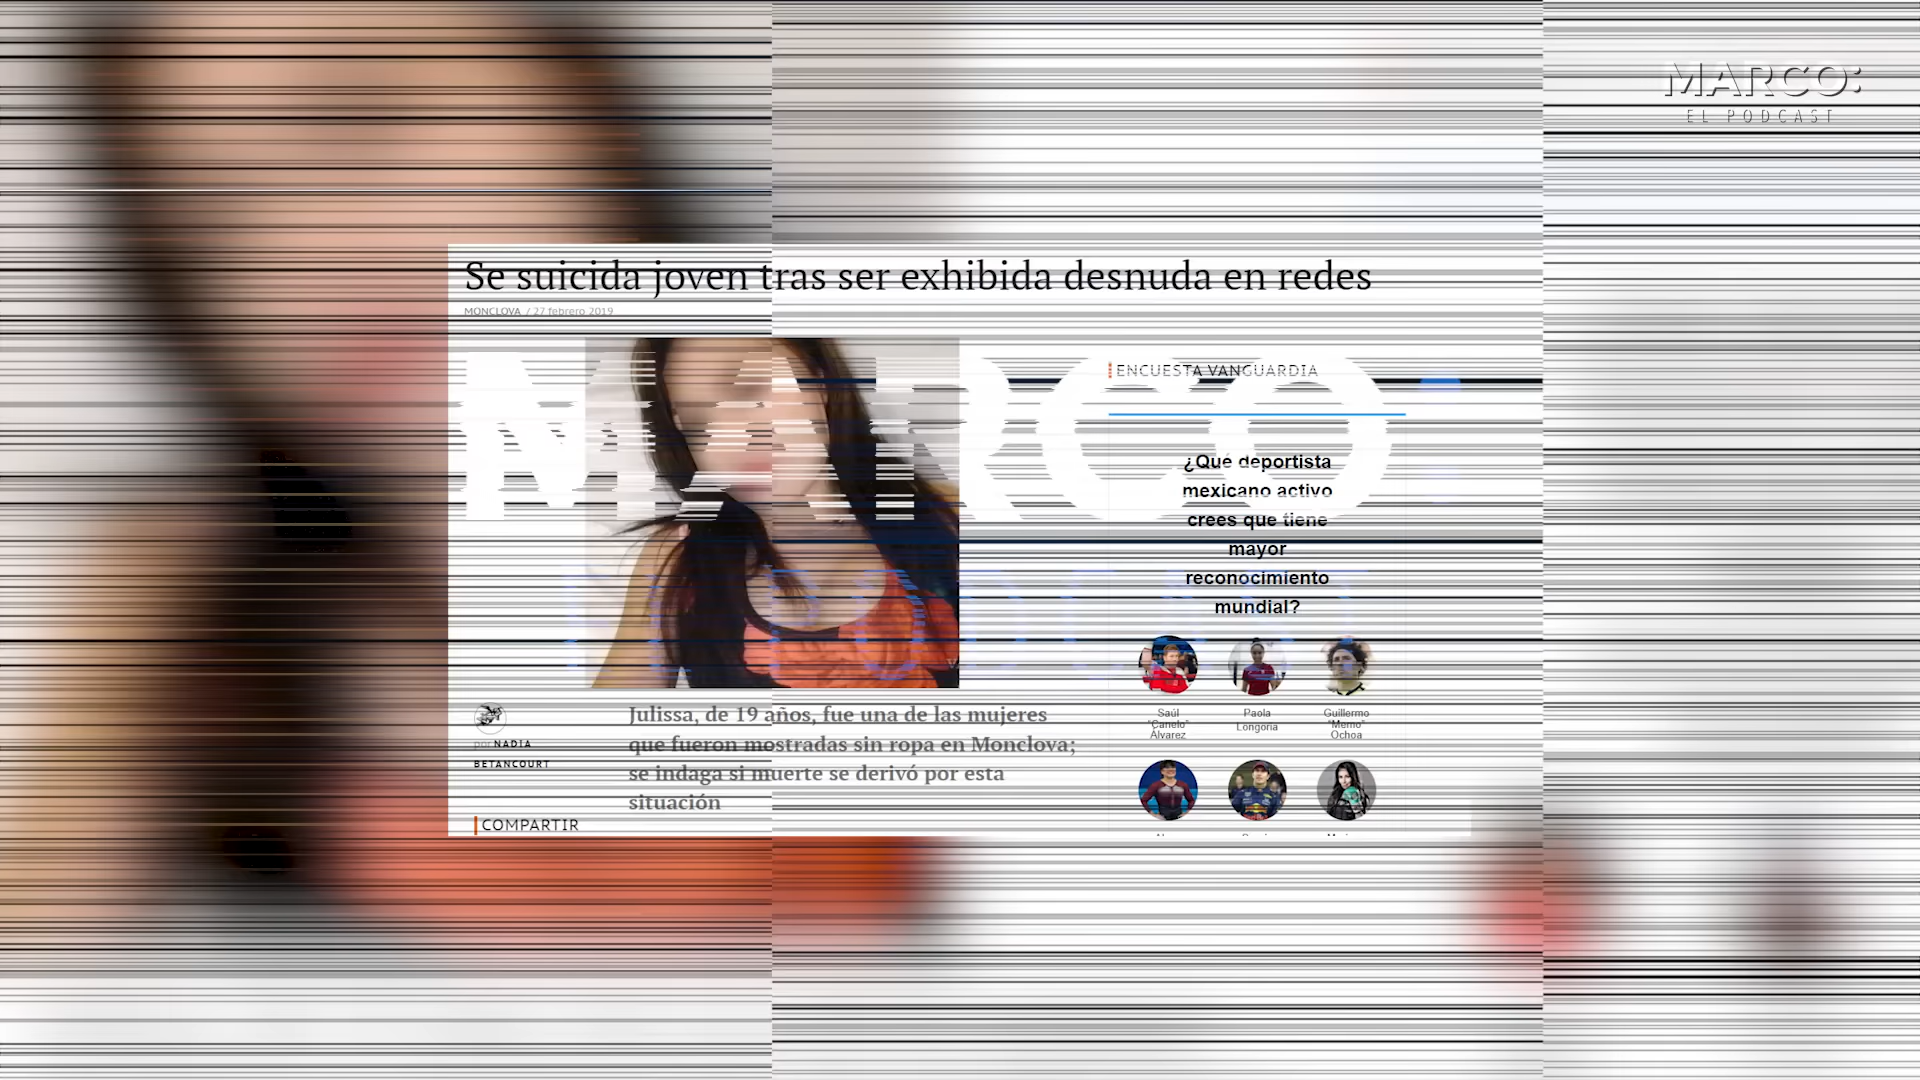 MARCO:
EL PODCAST
Se suicida joven tras ser exhibida desnuda en redes
MONCLOVA / 27 febrero 2019
MARCO:
EL PODCAST
ENCUESTA VANGUARDIA
¿Qué deportista
mexicano activo
crees que tiene
mayor
reconocimiento
mundial?
Saúl
"Canelo"
Álvarez
Paola
Longoria
Guillermo
"Memo"
Ochoa
por NADIA
BETANCOURT
Julissa, de 19 años, fue una de las mujeres
que fueron mostradas sin ropa en Monclova;
se indaga si muerte se derivó por esta
situación
COMPARTIR